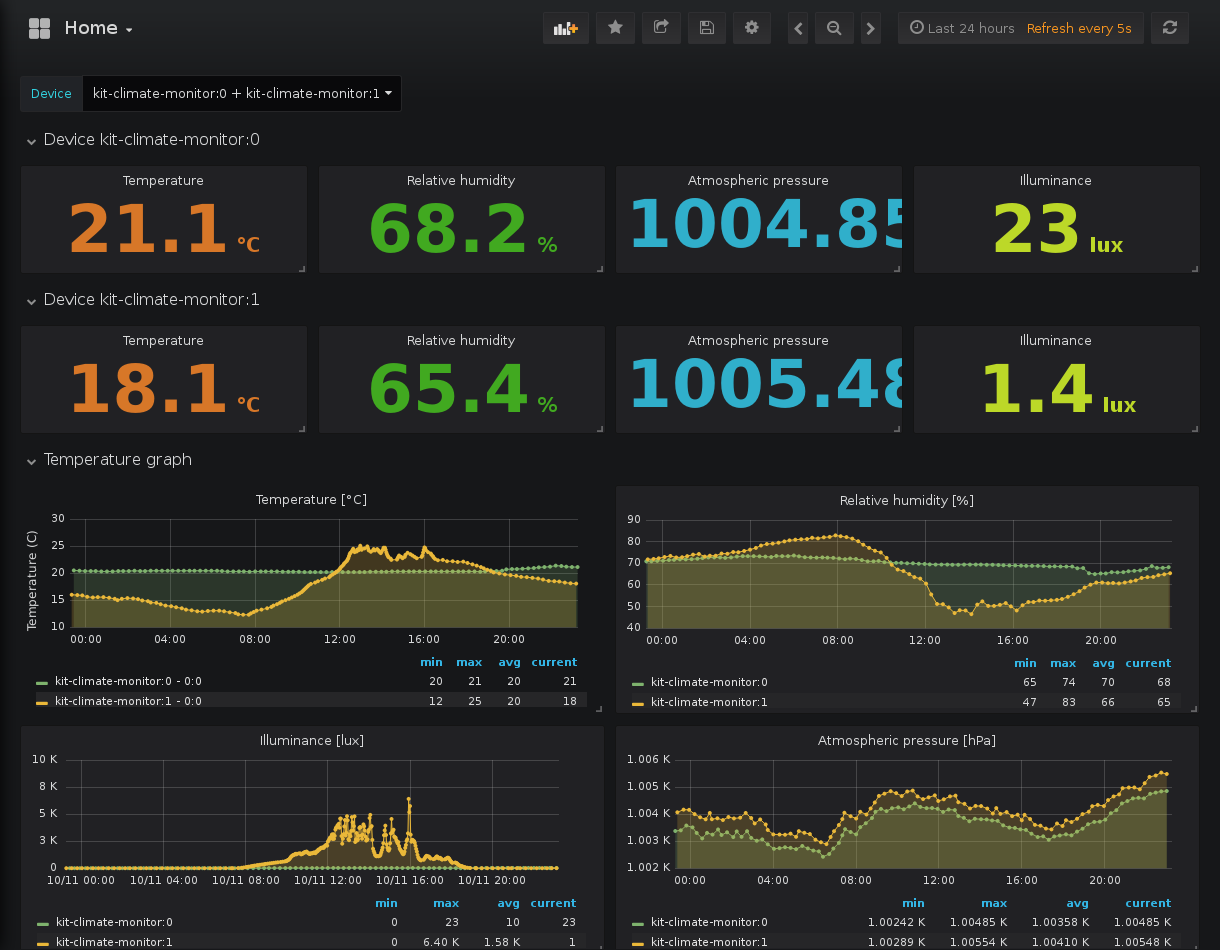 Home
Last 24 hours Refresh every 5s
Device kit-climate-monitor:0 + kit-climate-monitor:1
Device kit-climate-monitor:0
Temperature Relative humidity Atmospheric pressure Illuminance
21.1 °C 68.2 % 1004.85 23 lux
Device kit-climate-monitor:1
Temperature Relative humidity Atmospheric pressure Illuminance
18.1 °C 65.4 % 1005.48 1.4 lux
Temperature graph
Temperature [°C]
Temperature (C)
30
25
20
15
10
00:00 04:00 08:00 12:00 16:00 20:00
min max avg current
kit-climate-monitor:0 - 0:0 20 21 20 21
kit-climate-monitor:1 - 0:0 12 25 20 18
Relative humidity [%]
90
80
70
60
50
40
00:00 04:00 08:00 12:00 16:00 20:00
min max avg current
kit-climate-monitor:0 65 74 70 68
kit-climate-monitor:1 47 83 66 65
Illuminance [lux]
10 K
8 K
5 K
3 K
0
10/11 00:00 10/11 04:00 10/11 08:00 10/11 12:00 10/11 16:00 10/11 20:00
min max avg current
kit-climate-monitor:0 0 23 10 23
kit-climate-monitor:1 0 6.40 K 1.58 K 1
Atmospheric pressure [hPa]
1.006 K
1.005 K
1.004 K
1.003 K
1.002 K
00:00 04:00 08:00 12:00 16:00 20:00
min max avg current
kit-climate-monitor:0 1.00242 K 1.00485 K 1.00358 K 1.00485 K
kit-climate-monitor:1 1.00289 K 1.00554 K 1.00410 K 1.00548 K